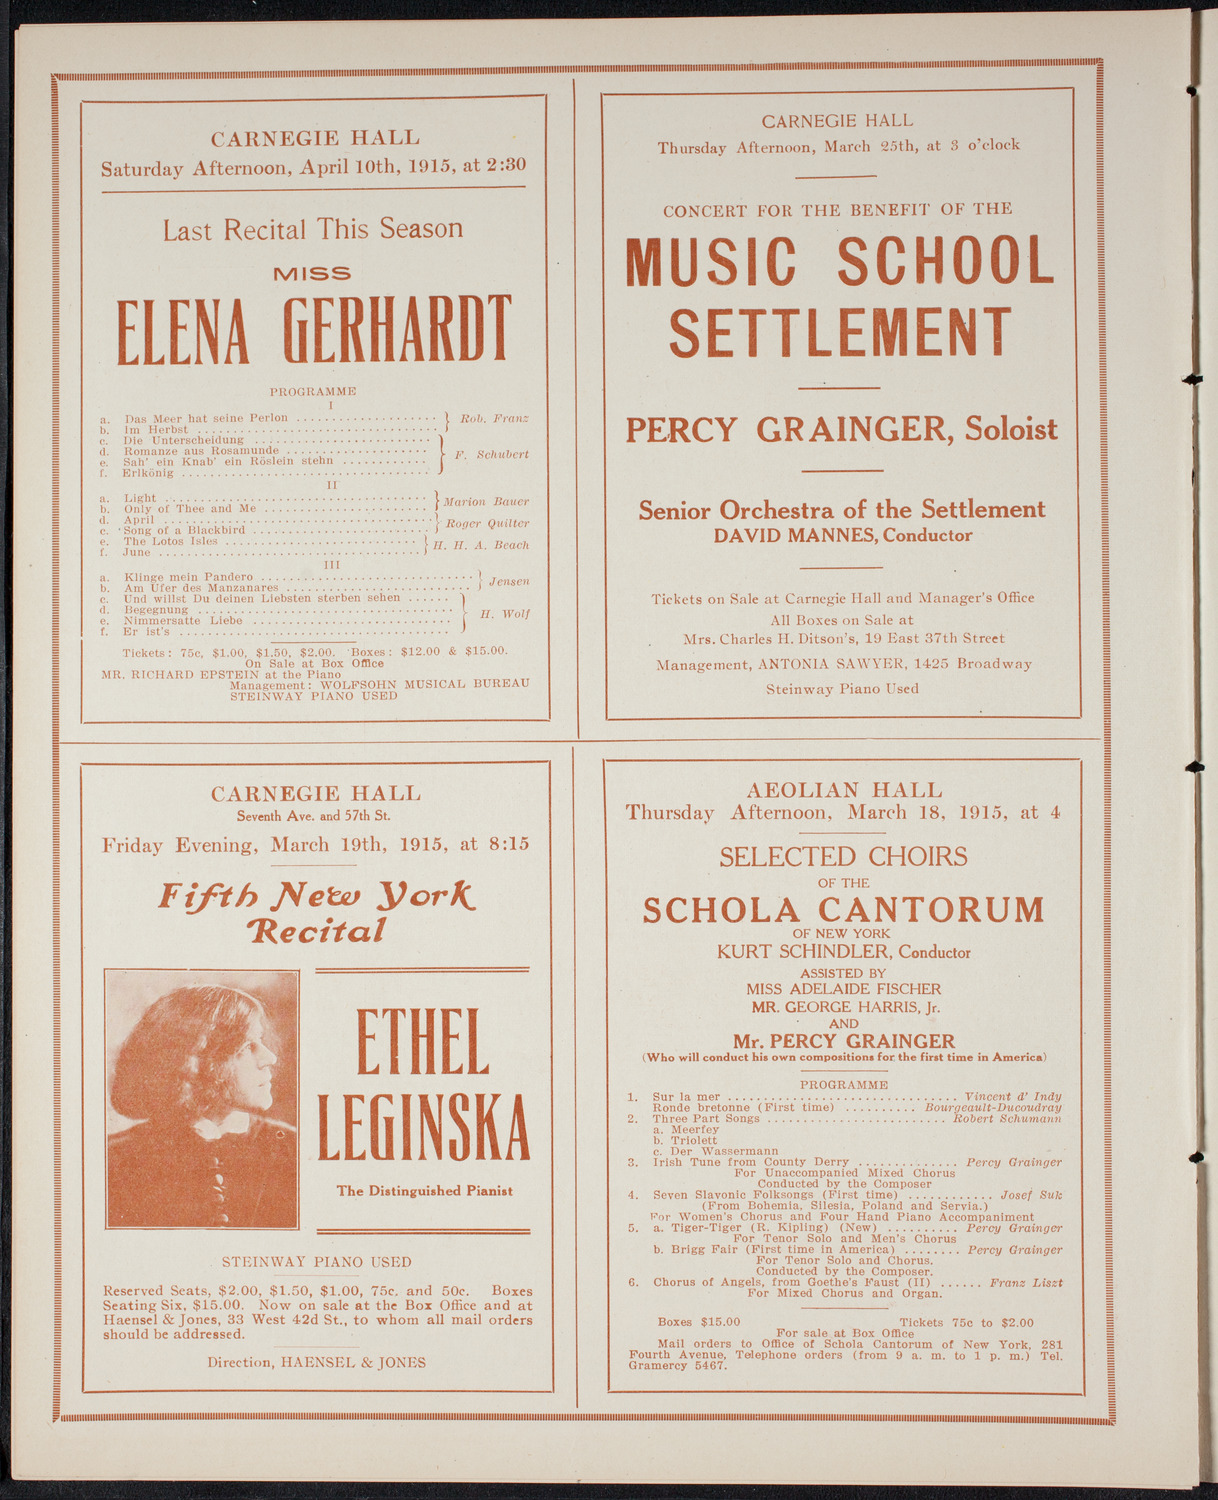 CARNEGIE HALL
Saturday Afternoon, April 10th, 1915, at 2:30
Last Recital This Season
MISS
ELENA GERHARDT
PROGRAMME
I
a. Das Meer hat seine Perlon .................... } Rob. Franz
b. Im Herbst ..................................
c. Die Unterscheidung .........................
d. Romanze aus Rosamunde .................... } F. Schubert
e. Sah' ein Knab' ein Röslein stehn ............
f. Erlkönig ...................................
II
a. Light ..................................... } Marion Bauer
b. Only of Thee and Me .......................
d. April ..................................... } Roger Quilter
c. Song of a Blackbird .........................
e. The Lotos Isles ........................... } H. H. A. Beach
f. June .....................................
III
a. Klinge mein Pandero .............................. } Jensen
b. Am Ufer des Manzanares ..........................
c. Und willst Du deinen Liebsten sterben sehen ......
d. Begegnung .................................... } H. Wolf
e. Nimmersatte Liebe ............................
f. Er ist's ......................................
Tickets: 75c, $1.00, $1.50, $2.00. Boxes: $12.00 & $15.00.
On Sale at Box Office
MR. RICHARD EPSTEIN at the Piano
Management: WOLFSOHN MUSICAL BUREAU
STEINWAY PIANO USED
CARNEGIE HALL
Thursday Afternoon, March 25th, at 3 o'clock
CONCERT FOR THE BENEFIT OF THE
MUSIC SCHOOL
SETTLEMENT
PERCY GRAINGER, Soloist
Senior Orchestra of the Settlement
DAVID MANNES, Conductor
Tickets on Sale at Carnegie Hall and Manager's Office
All Boxes on Sale at
Mrs. Charles H. Ditson's, 19 East 37th Street
Management, ANTONIA SAWYER, 1425 Broadway
Steinway Piano Used
CARNEGIE HALL
Seventh Ave. and 57th St.
Friday Evening, March 19th, 1915, at 8:15
Fifth New York
Recital
ETHEL
LEGINSKA
The Distinguished Pianist
STEINWAY PIANO USED
Reserved Seats, $2.00, $1.50, $1.00, 75c. and 50c. Boxes
Seating Six, $15.00. Now on sale at the Box Office and at
Haensel & Jones, 33 West 42d St., to whom all mail orders
should be addressed.
Direction, HAENSEL & JONES
AEOLIAN HALL
Thursday Afternoon, March 18, 1915, at 4
SELECTED CHOIRS
OF THE
SCHOLA CANTORUM
OF NEW YORK
KURT SCHINDLER, Conductor
ASSISTED BY
MISS ADELAIDE FISCHER
MR. GEORGE HARRIS, Jr.
AND
Mr. PERCY GRAINGER
(Who will conduct his own compositions for the first time in America)
PROGRAMME
1. Sur la mer ................................ Vincent d' Indy
Ronde bretonne (First time) .......... Bourgeault-Ducoudray
2. Three Part Songs ......................... Robert Schumann
a. Meerfey
b. Triolett
c. Der Wassermann
3. Irish Tune from County Derry .............. Percy Grainger
For Unaccompanied Mixed Chorus
Conducted by the Composer
4. Seven Slavonic Folksongs (First time) ............ Josef Suk
(From Bohemia, Silesia, Poland and Servia.)
For Women's Chorus and Four Hand Piano Accompaniment
5. a. Tiger-Tiger (R. Kipling) (New) .......... Percy Grainger
For Tenor Solo and Men's Chorus
b. Brigg Fair (First time in America) ........ Percy Grainger
For Tenor Solo and Chorus.
Conducted by the Composer.
6. Chorus of Angels, from Goethe's Faust (II) ...... Franz Liszt
For Mixed Chorus and Organ.
Boxes $15.00 Tickets 75c to $2.00
For sale at Box Office
Mail orders to Office of Schola Cantorum of New York, 281
Fourth Avenue, Telephone orders (from 9 a. m. to 1 p. m.) Tel.
Gramercy 5467.